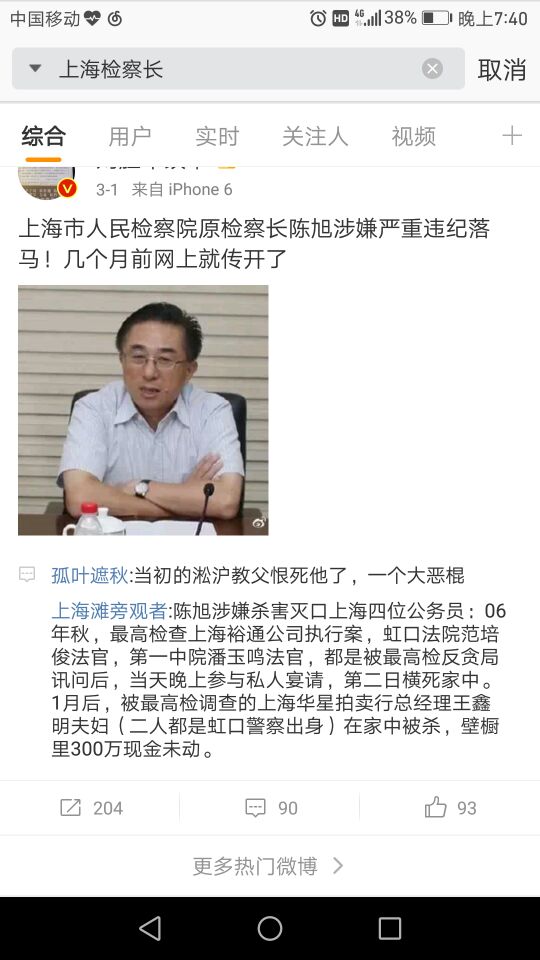 中国移动
HD 4G 38% 晚上7:40
上海检察长
取消
综合 用户 实时 关注人 视频
3-1 来自 iPhone 6
上海市人民检察院原检察长陈旭涉嫌严重违纪落
马！几个月前网上就传开了
孤叶遮秋:当初的淞沪教父恨死他了，一个大恶棍
上海滩旁观者:陈旭涉嫌杀害灭口上海四位公务员：06
年秋，最高检查上海裕通公司执行案，虹口法院范培
俊法官，第一中院潘玉鸣法官，都是被最高检反贪局
讯问后，当天晚上参与私人宴请，第二日横死家中。
1月后，被最高检调查的上海华星拍卖行总经理王鑫
明夫妇（二人都是虹口警察出身）在家中被杀，壁橱
里300万现金未动。
204 90 93
更多热门微博